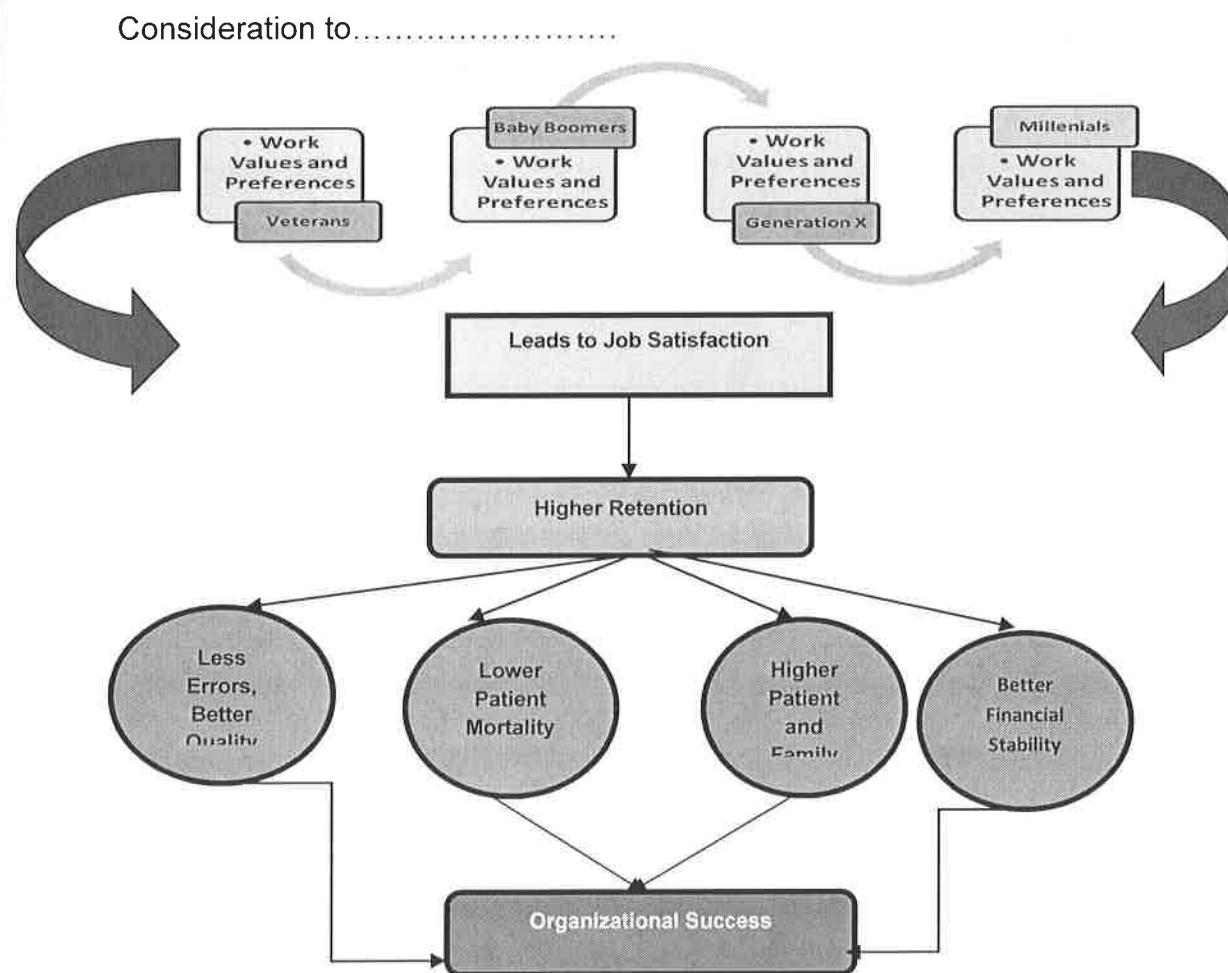 Consideration to........................
• Work
Values and
Preferences
Veterans
Baby Boomers
• Work
Values and
Preferences
• Work
Values and
Preferences
Generation X
Millenials
• Work
Values and
Preferences
Leads to Job Satisfaction
Higher Retention
Less
Errors,
Better
Quality
Lower
Patient
Mortality
Higher
Patient
and
Family
Better
Financial
Stability
Organizational Success